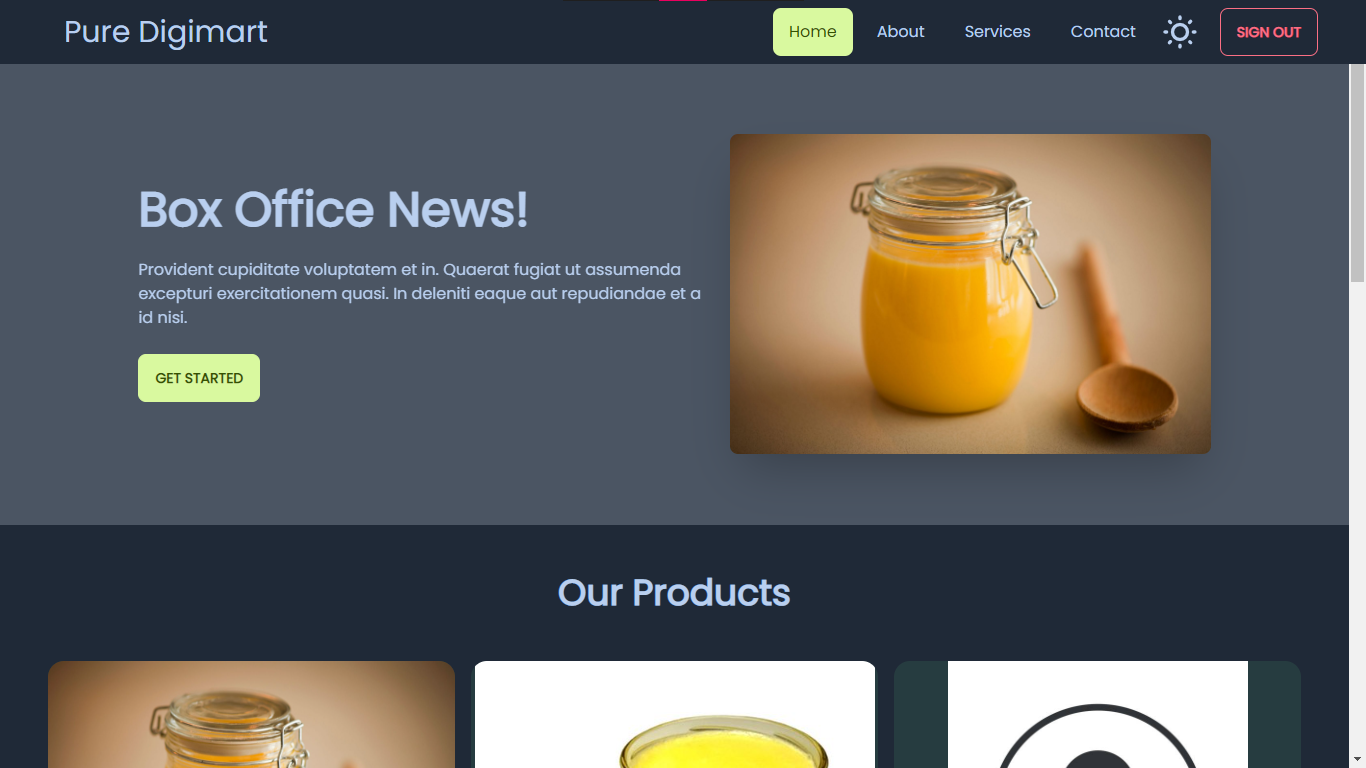 Pure Digimart
Home
About
Services
Contact
SIGN OUT
Box Office News!
Provident cupiditate voluptatem et in. Quaerat fugiat ut assumenda
excepturi exercitationem quasi. In deleniti eaque aut repudiandae et a
id nisi.
GET STARTED
Our Products